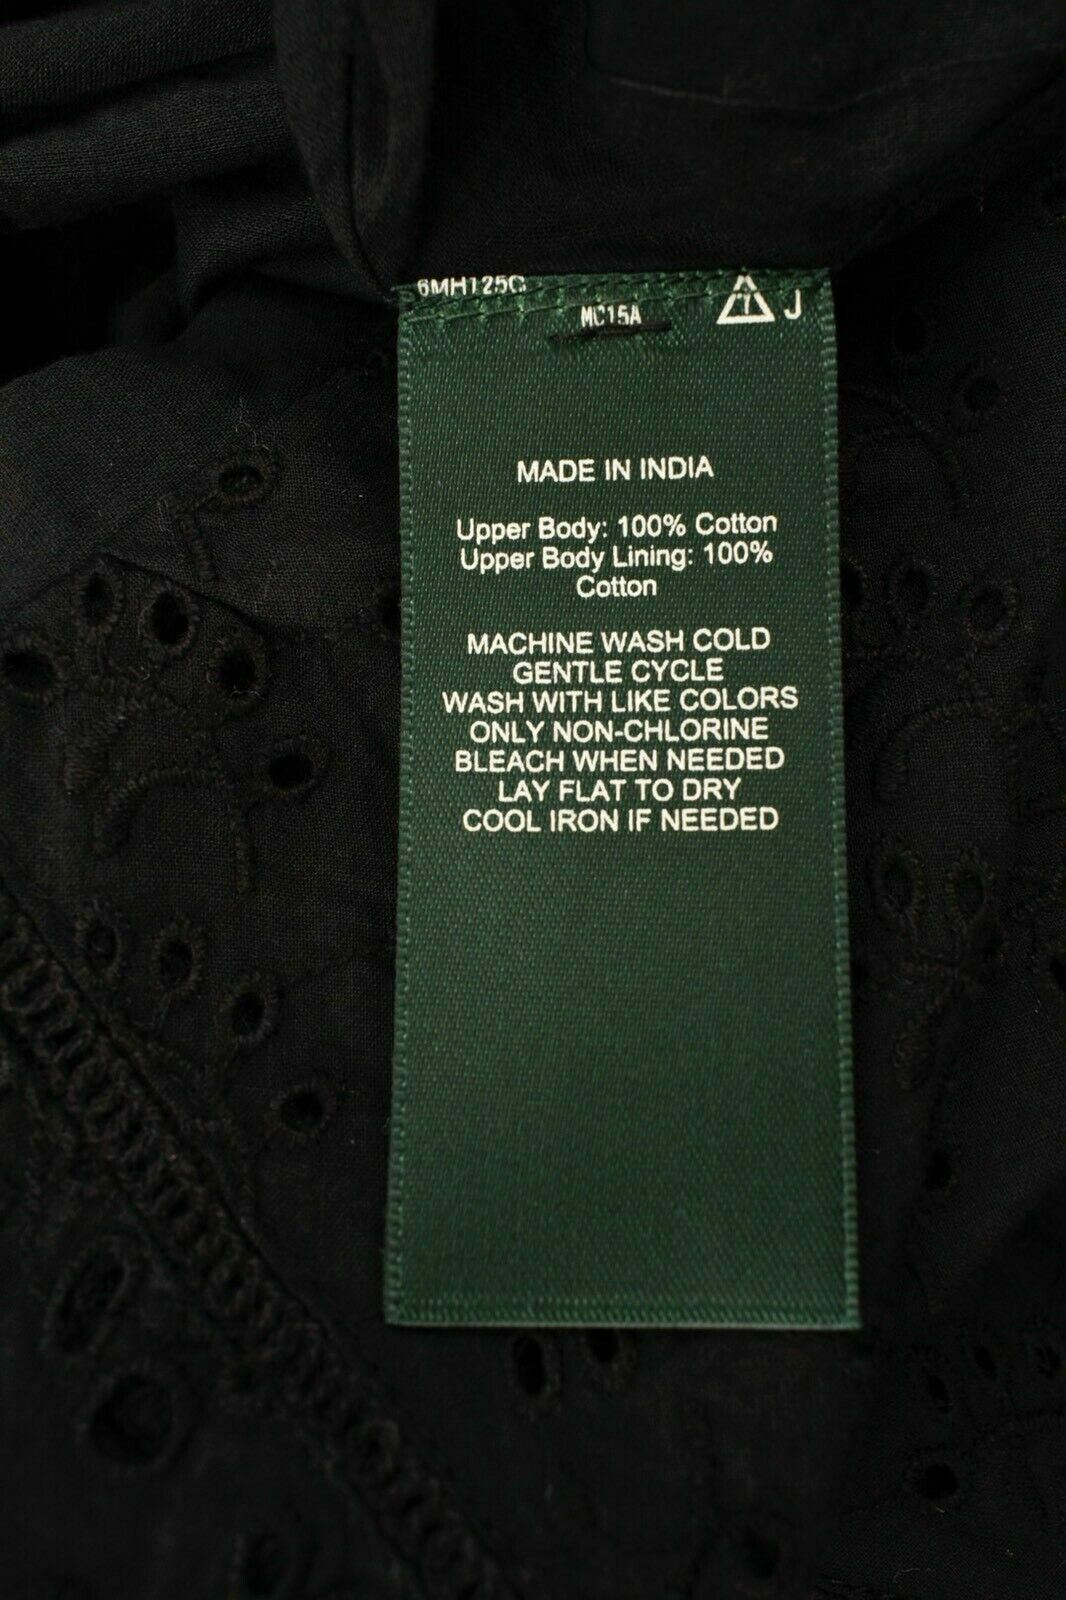 6MH125C
MC15A
J
MADE IN INDIA
Upper Body: 100% Cotton
Upper Body Lining: 100%
Cotton
MACHINE WASH COLD
GENTLE CYCLE
WASH WITH LIKE COLORS
ONLY NON-CHLORINE
BLEACH WHEN NEEDED
LAY FLAT TO DRY
COOL IRON IF NEEDED